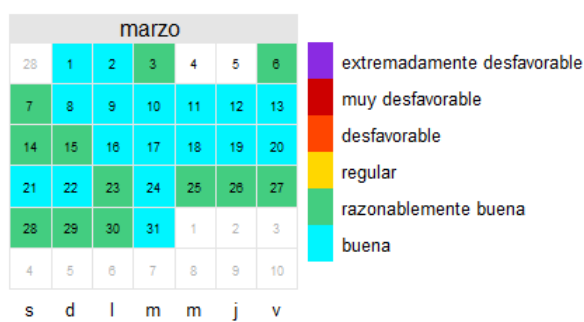 marzo
28 1 2 3 4 5 6
7 8 9 10 11 12 13
14 15 16 17 18 19 20
21 22 23 24 25 26 27
28 29 30 31 1 2 3
4 5 6 7 8 9 10
s d l m m j v
extremadamente desfavorable
muy desfavorable
desfavorable
regular
razonablemente buena
buena